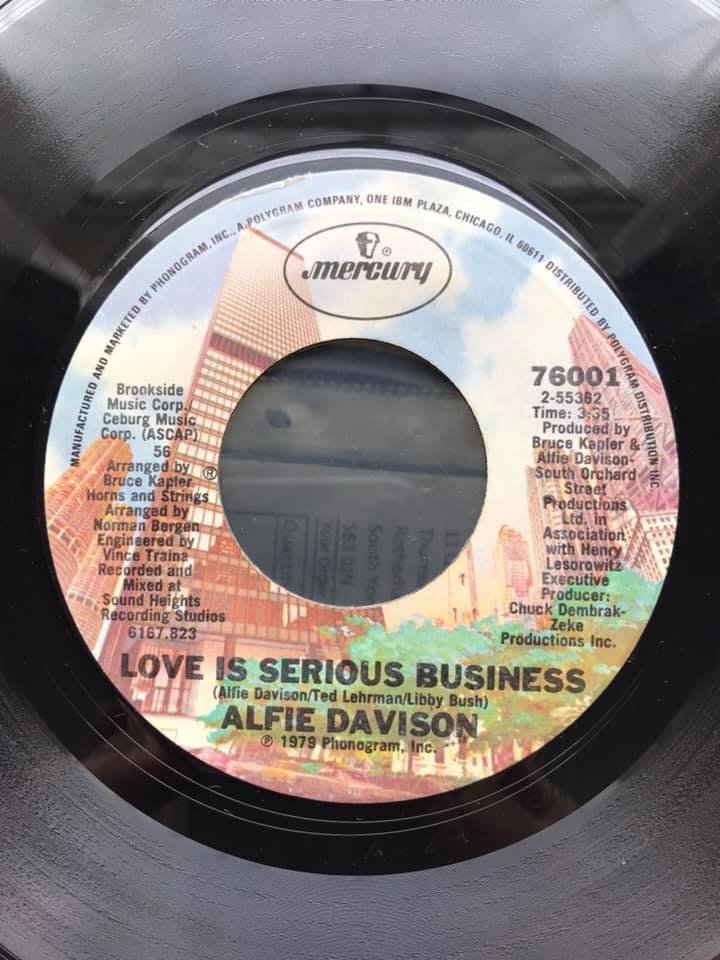 MANUFACTURED AND MARKETED BY PHONOGRAM, INC., A POLYGRAM COMPANY, ONE IBM PLAZA, CHICAGO, IL 60611 DISTRIBUTED BY POLYGRAM DISTRIBUTION INC
®
mercury
Brookside
Music Corp./
Ceburg Music
Corp. (ASCAP)
56
Arranged by
Bruce Kapler
Horns and Strings
Arranged by
Norman Bergen
Engineered by
Vince Traina
Recorded and
Mixed at
Sound Heights
Recording Studios
6167.823
®
76001
2-55362
Time: 3:35
Produced by
Bruce Kapler &
Alfie Davison-
South Orchard
Street
Productions
Ltd. in
Association
with Henry
Lesorowitz
Executive
Producer:
Chuck Dembrak-
Zeke
Productions Inc.
LOVE IS SERIOUS BUSINESS
(Alfie Davison/Ted Lehrman/Libby Bush)
ALFIE DAVISON
℗ 1979 Phonogram, Inc.